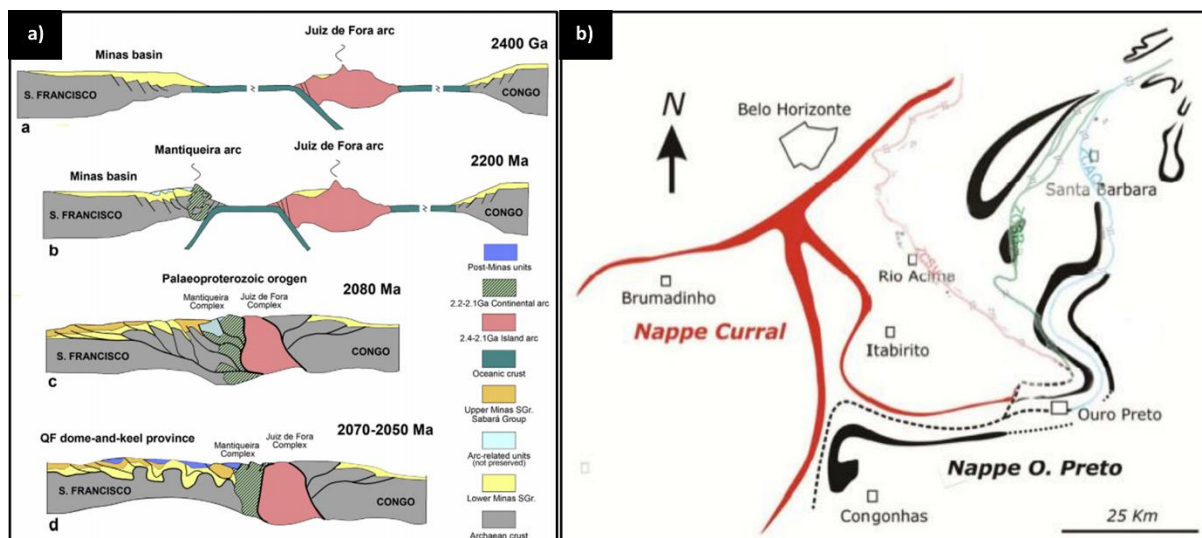 a)
Juiz de Fora arc
2400 Ga
Minas basin
S. FRANCISCO
CONGO
a
Mantiqueira arc
Juiz de Fora arc
2200 Ma
Minas basin
S. FRANCISCO
CONGO
b
Palaeoproterozoic orogen
2080 Ma
Mantiqueira
Complex
Juiz de Fora
Complex
S. FRANCISCO
CONGO
c
QF dome-and-keel province
2070-2050 Ma
Mantiqueira
Complex
Juiz de Fora
Complex
S. FRANCISCO
CONGO
d
Post-Minas units
2.2-2.1Ga Continental arc
2.4-2.1Ga Island arc
Oceanic crust
Upper Minas SGr.
Sabará Group
Arc-related units
(not preserved)
Lower Minas SGr.
Archaean crust
b)
N
Belo Horizonte
Santa Barbara
Rio Acima
Brumadinho
Nappe Curral
Itabirito
Ouro Preto
Nappe O. Preto
Congonhas
25 Km